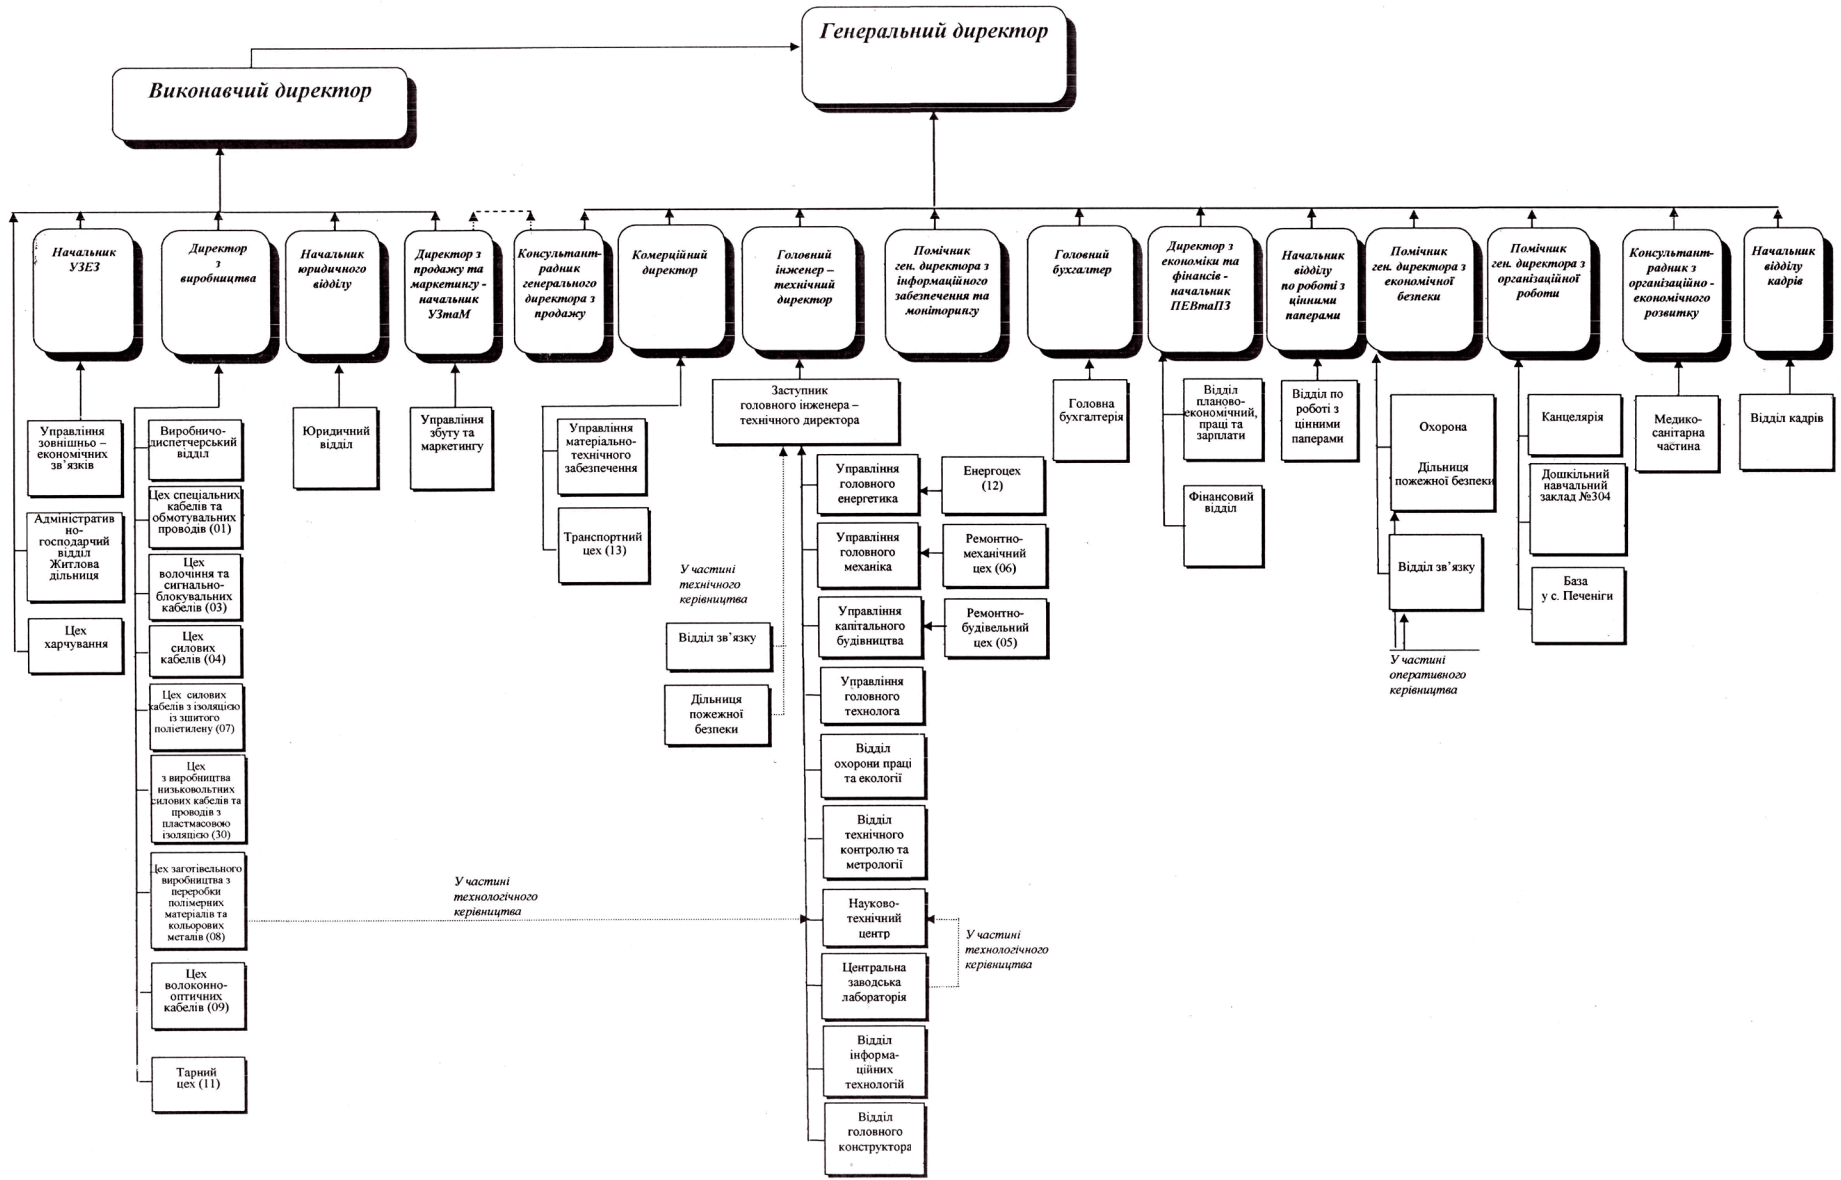 Генеральний директор
Виконавчий директор
Начальник
УЗЕЗ
Директор
з
виробництва
Начальник
юридичного
відділу
Директор з
продажу та
маркетингу -
начальник
УЗтаМ
Консультант-
радник
генерального
директора з
продажу
Комерційний
директор
Головний
інженер –
технічний
директор
Помічник
ген. директора з
інформаційного
забезпечення та
моніторингу
Головний
бухгалтер
Директор з
економіки та
фінансів -
начальник
ПЕВтаПЗ
Начальник
відділу
по роботі з
цінними
паперами
Помічник
ген. директора з
економічної
безпеки
Помічник
ген. директора з
організаційної
роботи
Консультант-
радник з
організаційно -
економічного
розвитку
Начальник
відділу
кадрів
Управління
зовнішньо –
економічних
зв’язків
Адміністратив
но-
господарчий
відділ
Житлова
дільниця
Цех
харчування
Виробничо-
диспетчерський
відділ
Цех спеціальних
кабелів та
обмотувальних
проводів (01)
Цех
волочіння та
сигнально-
блокувальних
кабелів (03)
Цех
силових
кабелів (04)
Цех силових
кабелів з ізоляцією
із зшитого
поліетилену (07)
Цех
з виробництва
низьковольтних
силових кабелів та
проводів з
пластмасовою
ізоляцією (30)
Цех заготівельного
виробництва з
переробки
полімерних
матеріалів та
кольорових
металів (08)
Цех
волоконно-
оптичних
кабелів (09)
Тарний
цех (11)
Юридичний
відділ
Управління
збуту та
маркетингу
Управління
матеріально-
технічного
забезпечення
Транспортний
цех (13)
Заступник
головного інженера –
технічного директора
У частині
технічного
керівництва
Відділ зв’язку
Дільниця
пожежної
безпеки
Управління
головного
енергетика
Енергоцех
(12)
Управління
головного
механіка
Ремонтно-
механічний
цех (06)
Управління
капітального
будівництва
Ремонтно-
будівельний
цех (05)
Управління
головного
технолога
Відділ
охорони праці
та екології
Відділ
технічного
контролю та
метрології
У частині
технологічного
керівництва
Науково-
технічний
центр
У частині
технологічного
керівництва
Центральна
заводська
лабораторія
Відділ
інформа-
ційних
технологій
Відділ
головного
конструктора
Головна
бухгалтерія
Відділ
планово-
економічний,
праці та
зарплати
Фінансовий
відділ
Відділ по
роботі з
цінними
паперами
Охорона
Дільниця
пожежної безпеки
Відділ зв’язку
У частині
оперативного
керівництва
Канцелярія
Дошкільний
навчальний
заклад №304
База
у с. Печеніги
Медико-
санітарна
частина
Відділ кадрів